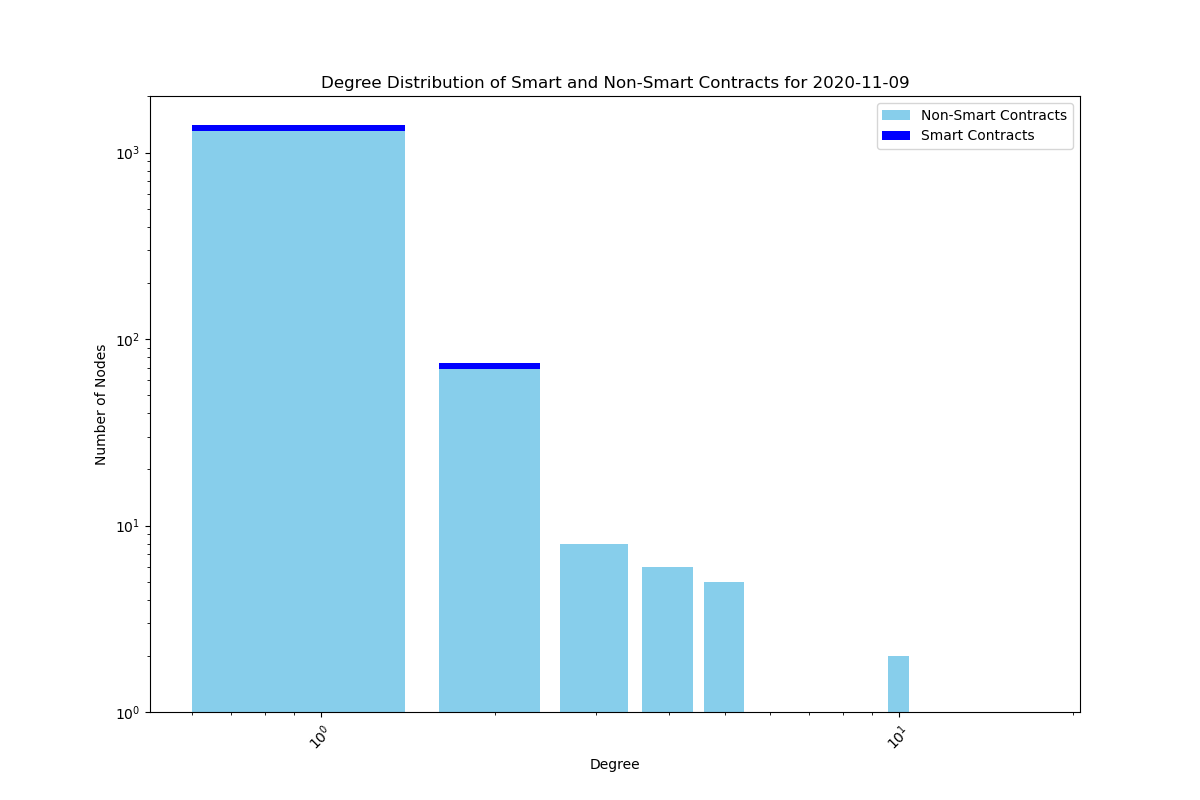 Degree Distribution of Smart and Non-Smart Contracts for 2020-11-09
Non-Smart Contracts
Smart Contracts
Number of Nodes
10³
10²
10¹
10⁰
10⁰ 10¹
Degree